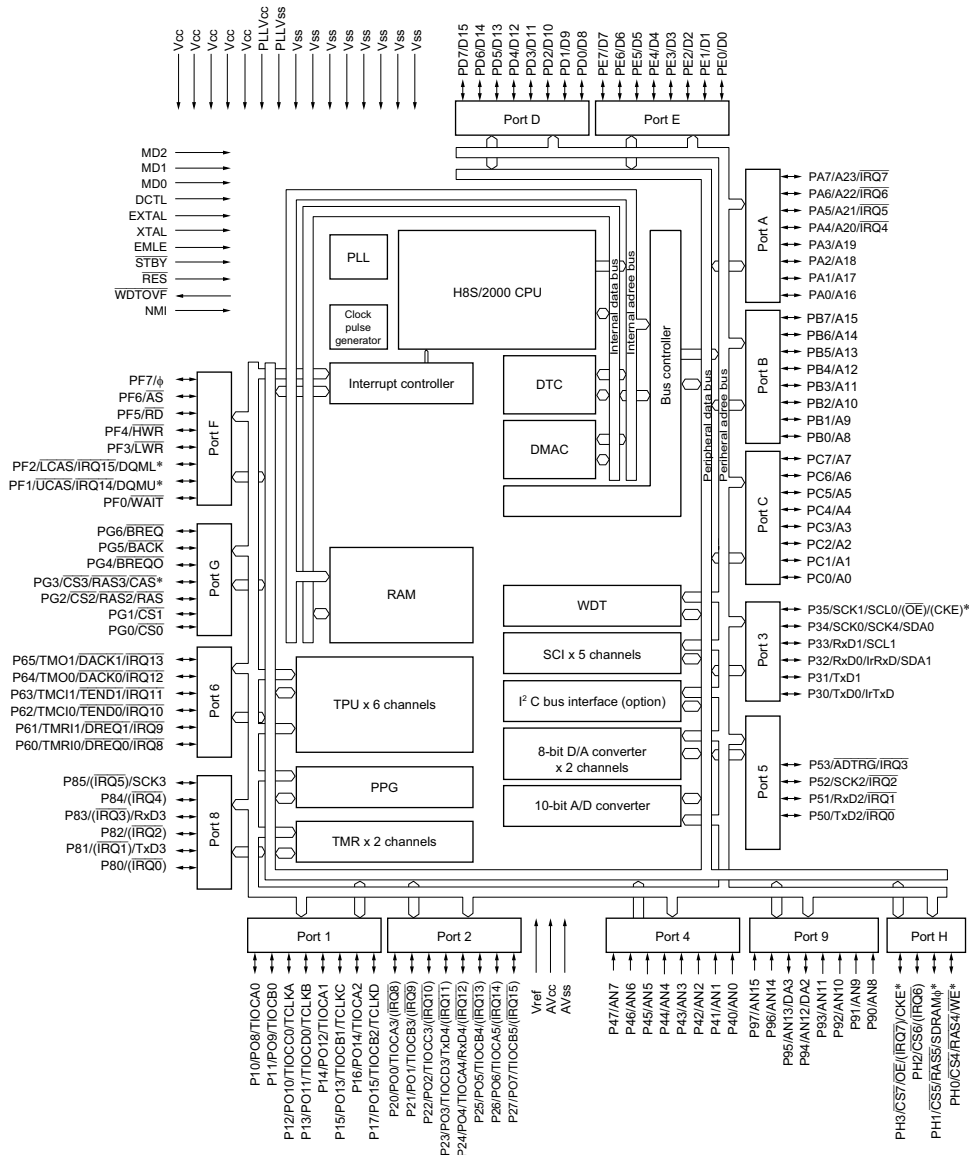 Vcc
Vcc
Vcc
Vcc
Vcc
PLLVcc
PLLVss
Vss
Vss
Vss
Vss
Vss
Vss
Vss
Vss
PD7/D15
PD6/D14
PD5/D13
PD4/D12
PD3/D11
PD2/D10
PD1/D9
PD0/D8
PE7/D7
PE6/D6
PE5/D5
PE4/D4
PE3/D3
PE2/D2
PE1/D1
PE0/D0
Port D
Port E
MD2
MD1
MD0
DCTL
EXTAL
XTAL
EMLE
STBY
RES
WDTOVF
NMI
PLL
Clock
pulse
generator
H8S/2000 CPU
Interrupt controller
DTC
DMAC
Internal data bus
Internal adree bus
Bus controller
Peripheral data bus
Periheral adree bus
Port A
PA7/A23/IRQ7
PA6/A22/IRQ6
PA5/A21/IRQ5
PA4/A20/IRQ4
PA3/A19
PA2/A18
PA1/A17
PA0/A16
Port B
PB7/A15
PB6/A14
PB5/A13
PB4/A12
PB3/A11
PB2/A10
PB1/A9
PB0/A8
Port C
PC7/A7
PC6/A6
PC5/A5
PC4/A4
PC3/A3
PC2/A2
PC1/A1
PC0/A0
PF7/ϕ
PF6/AS
PF5/RD
PF4/HWR
PF3/LWR
PF2/LCAS/IRQ15/DQML*
PF1/UCAS/IRQ14/DQMU*
PF0/WAIT
Port F
PG6/BREQ
PG5/BACK
PG4/BREQO
PG3/CS3/RAS3/CAS*
PG2/CS2/RAS2/RAS
PG1/CS1
PG0/CS0
Port G
RAM
WDT
SCI x 5 channels
I² C bus interface (option)
8-bit D/A converter
x 2 channels
10-bit A/D converter
Port 3
P35/SCK1/SCL0/(OE)/(CKE)*
P34/SCK0/SCK4/SDA0
P33/RxD1/SCL1
P32/RxD0/IrRxD/SDA1
P31/TxD1
P30/TxD0/IrTxD
P65/TMO1/DACK1/IRQ13
P64/TMO0/DACK0/IRQ12
P63/TMCI1/TEND1/IRQ11
P62/TMCI0/TEND0/IRQ10
P61/TMRI1/DREQ1/IRQ9
P60/TMRI0/DREQ0/IRQ8
Port 6
TPU x 6 channels
PPG
TMR x 2 channels
Port 5
P53/ADTRG/IRQ3
P52/SCK2/IRQ2
P51/RxD2/IRQ1
P50/TxD2/IRQ0
P85/(IRQ5)/SCK3
P84/(IRQ4)
P83/(IRQ3)/RxD3
P82/(IRQ2)
P81/(IRQ1)/TxD3
P80/(IRQ0)
Port 8
Port 1
Port 2
Port 4
Port 9
Port H
P10/PO8/TIOCA0
P11/PO9/TIOCB0
P12/PO10/TIOCC0/TCLKA
P13/PO11/TIOCD0/TCLKB
P14/PO12/TIOCA1
P15/PO13/TIOCB1/TCLKC
P16/PO14/TIOCA2
P17/PO15/TIOCB2/TCLKD
P20/PO0/TIOCA3/(IRQ8)
P21/PO1/TIOCB3/(IRQ9)
P22/PO2/TIOCC3/(IRQ10)
P23/PO3/TIOCD3/TxD4/(IRQ11)
P24/PO4/TIOCA4/RxD4/(IRQ12)
P25/PO5/TIOCB4/(IRQ13)
P26/PO6/TIOCA5/(IRQ14)
P27/PO7/TIOCB5/(IRQ15)
Vref
AVcc
AVss
P47/AN7
P46/AN6
P45/AN5
P44/AN4
P43/AN3
P42/AN2
P41/AN1
P40/AN0
P97/AN15
P96/AN14
P95/AN13/DA3
P94/AN12/DA2
P93/AN11
P92/AN10
P91/AN9
P90/AN8
PH3/CS7/OE/(IRQ7)/CKE*
PH2/CS6/(IRQ6)
PH1/CS5/RAS5/SDRAMϕ*
PH0/CS4/RAS4/WE*